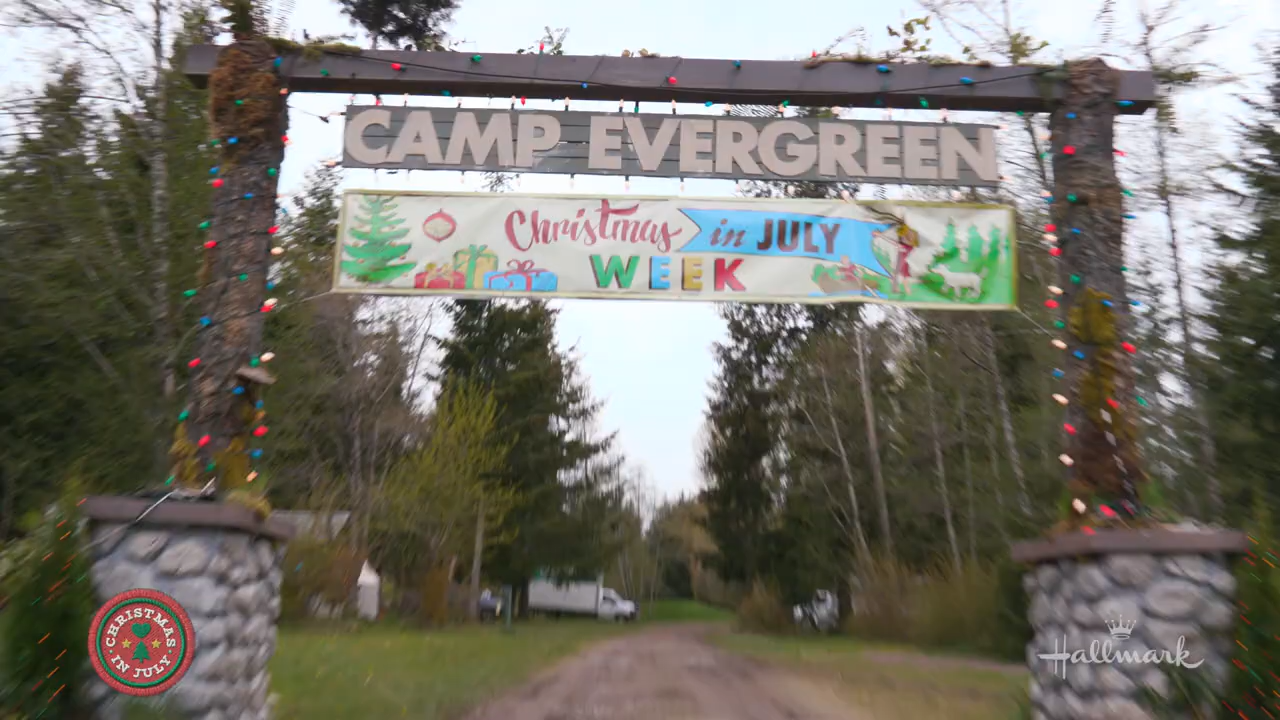 CAMP EVERGREEN
Christmas in JULY
WEEK
CHRISTMAS
IN JULY
Hallmark